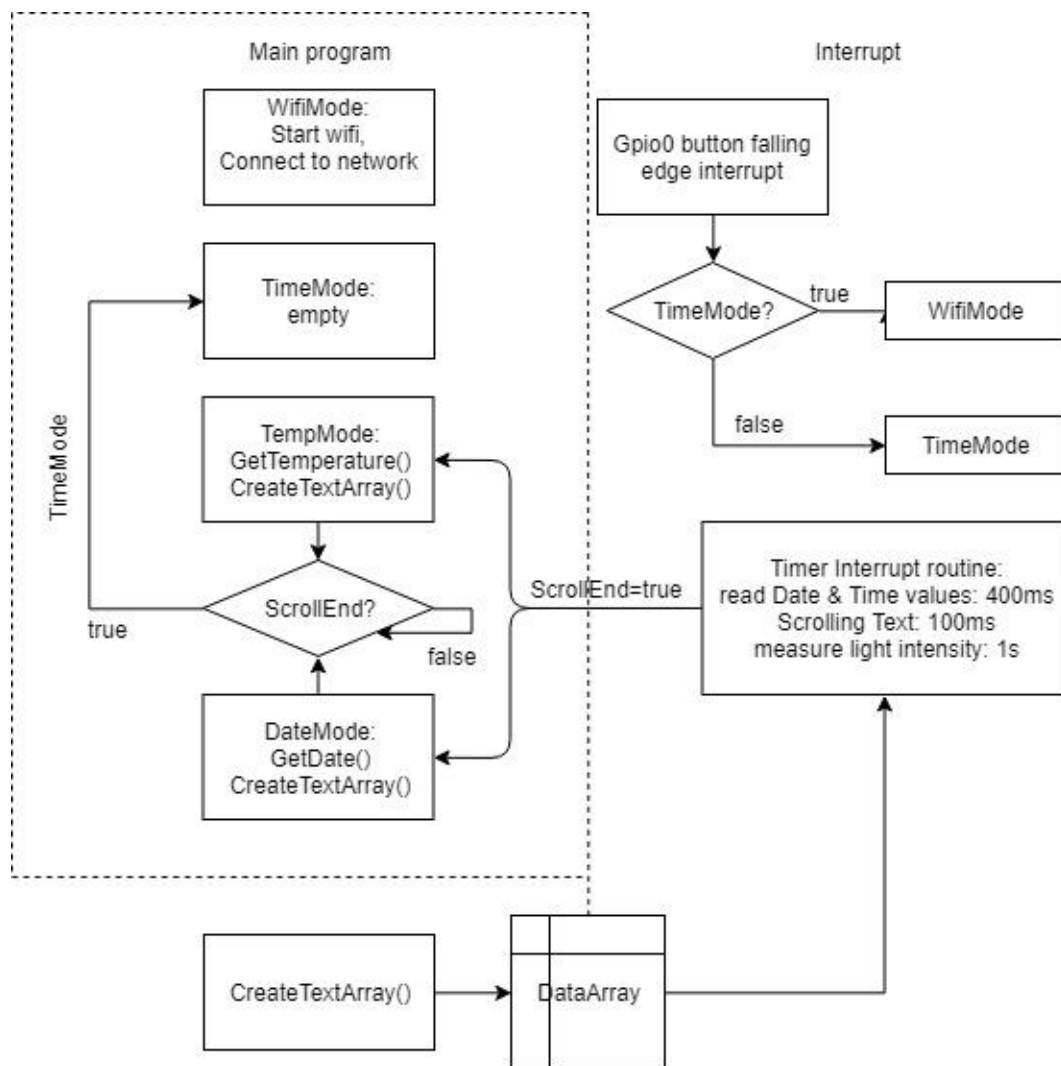 Main program
WifiMode:
Start wifi,
Connect to network
TimeMode:
empty
TimeMode
TempMode:
GetTemperature()
CreateTextArray()
ScrollEnd?
true
false
DateMode:
GetDate()
CreateTextArray()
Interrupt
Gpio0 button falling
edge interrupt
TimeMode?
true
WifiMode
false
TimeMode
ScrollEnd=true
Timer Interrupt routine:
read Date & Time values: 400ms
Scrolling Text: 100ms
measure light intensity: 1s
CreateTextArray()
DataArray